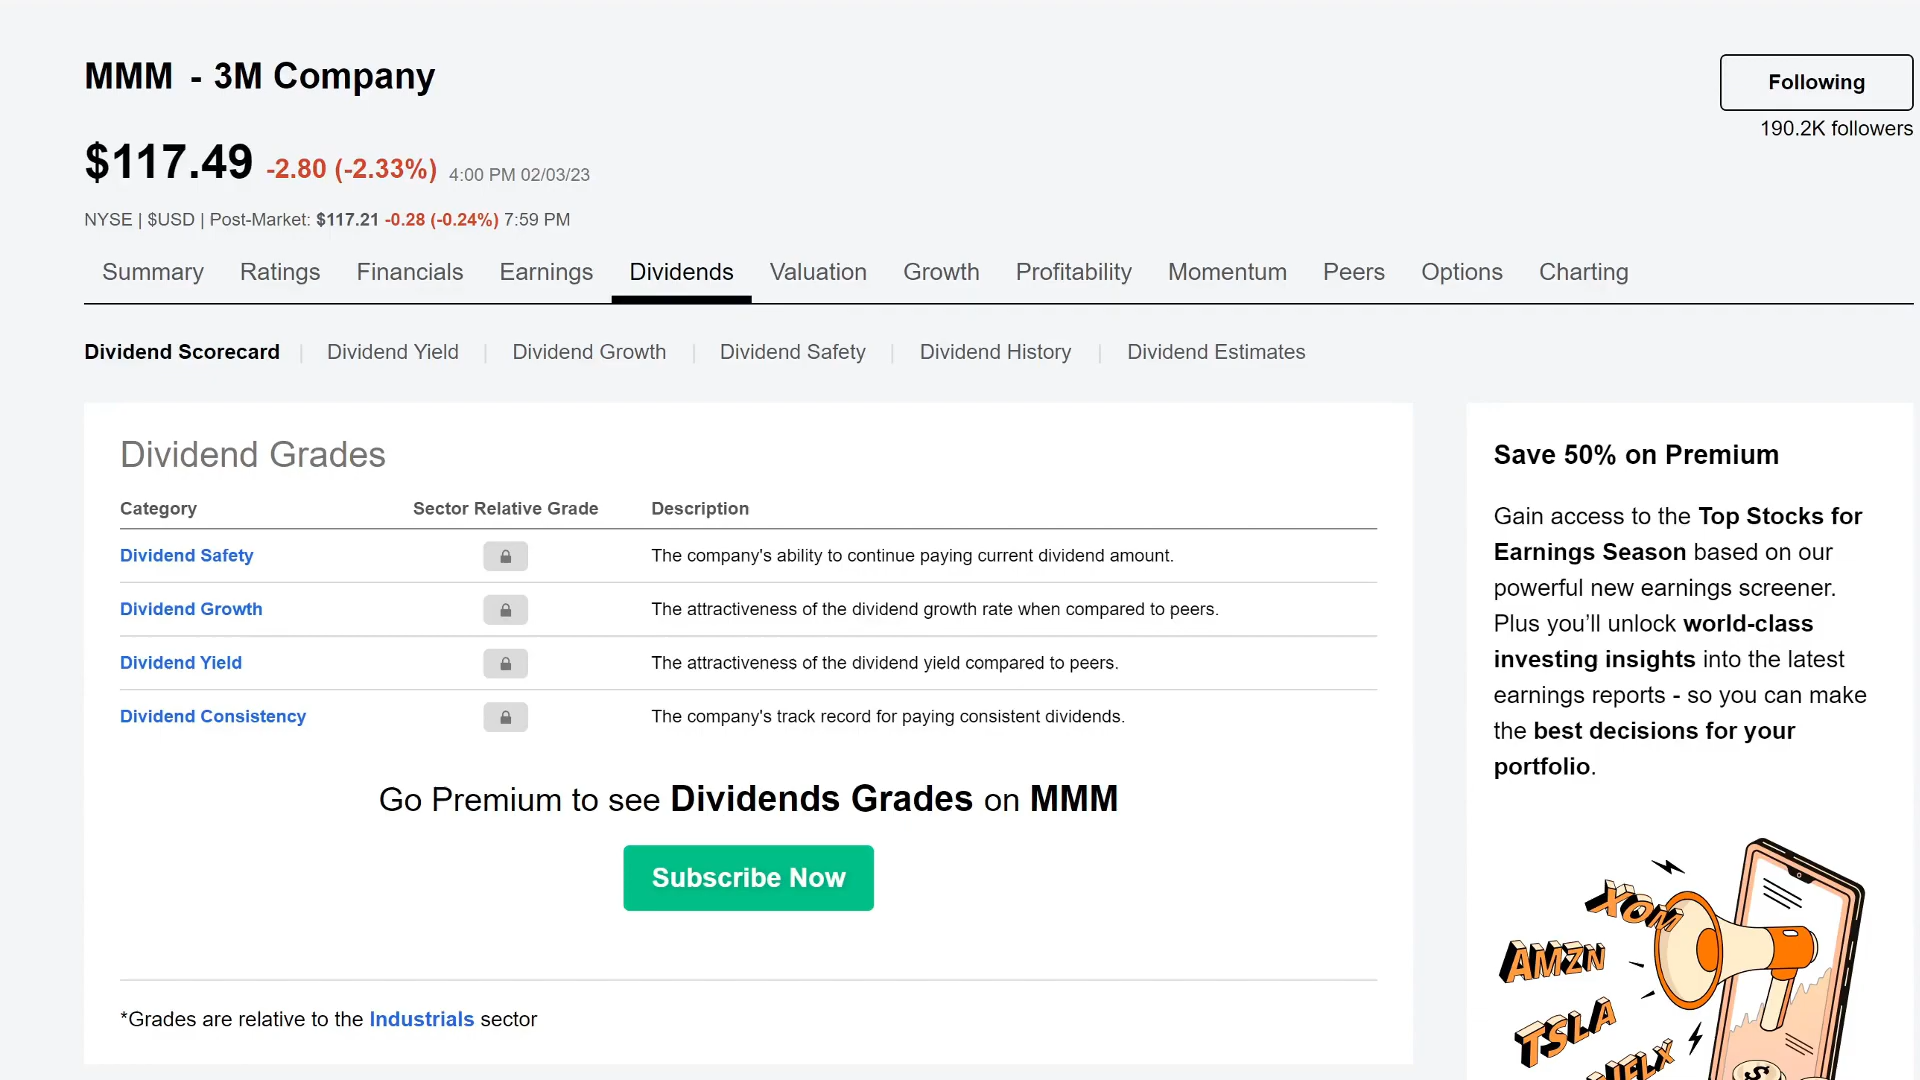 MMM - 3M Company
Following
190.2K followers
$117.49 -2.80 (-2.33%) 4:00 PM 02/03/23
NYSE | $USD | Post-Market: $117.21 -0.28 (-0.24%) 7:59 PM
Summary Ratings Financials Earnings Dividends Valuation Growth Profitability Momentum Peers Options Charting
Dividend Scorecard | Dividend Yield | Dividend Growth | Dividend Safety | Dividend History | Dividend Estimates
Dividend Grades
Category Sector Relative Grade Description
Dividend Safety The company's ability to continue paying current dividend amount.
Dividend Growth The attractiveness of the dividend growth rate when compared to peers.
Dividend Yield The attractiveness of the dividend yield compared to peers.
Dividend Consistency The company's track record for paying consistent dividends.
Go Premium to see Dividends Grades on MMM
Subscribe Now
*Grades are relative to the Industrials sector
Save 50% on Premium
Gain access to the Top Stocks for
Earnings Season based on our
powerful new earnings screener.
Plus you’ll unlock world-class
investing insights into the latest
earnings reports - so you can make
the best decisions for your
portfolio.
XOM
AMZN
TSLA
$